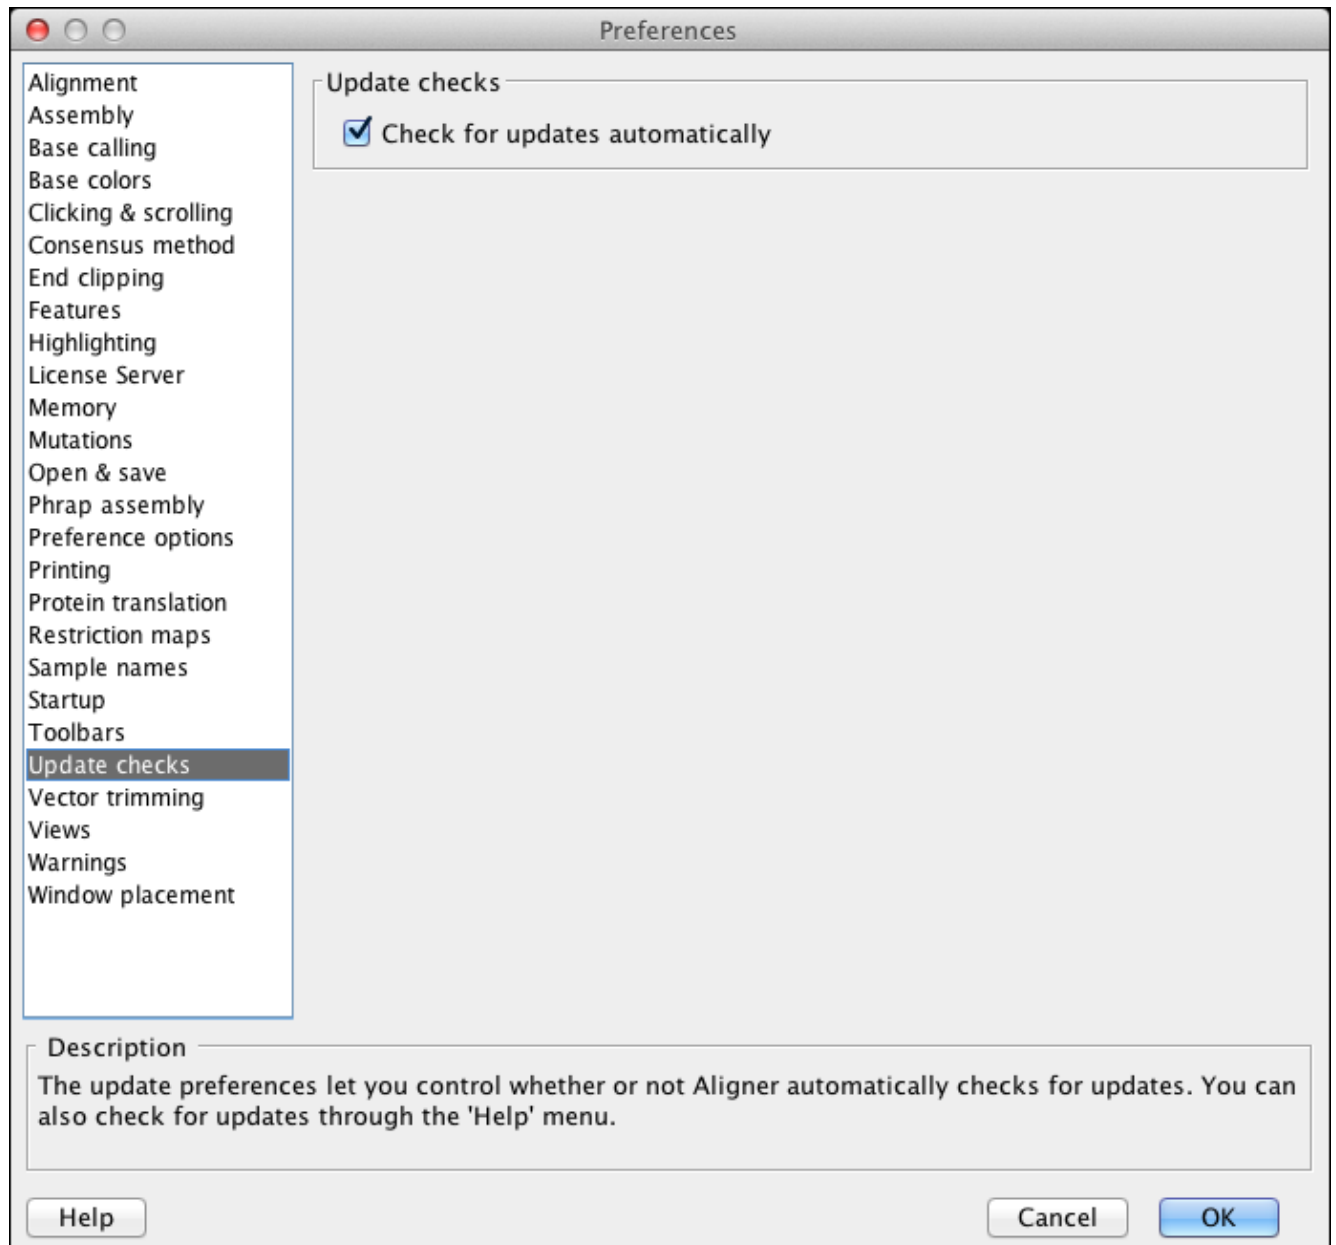 Preferences
Alignment
Assembly
Base calling
Base colors
Clicking & scrolling
Consensus method
End clipping
Features
Highlighting
License Server
Memory
Mutations
Open & save
Phrap assembly
Preference options
Printing
Protein translation
Restriction maps
Sample names
Startup
Toolbars
Update checks
Vector trimming
Views
Warnings
Window placement
Update checks
Check for updates automatically
Description
The update preferences let you control whether or not Aligner automatically checks for updates. You can
also check for updates through the 'Help' menu.
Help
Cancel
OK